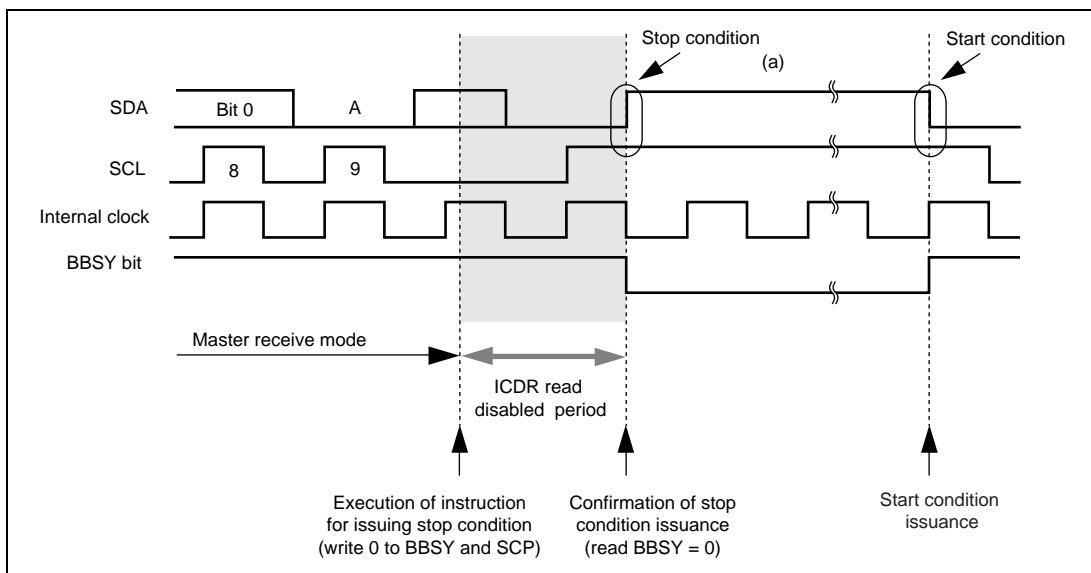 Stop condition
Start condition
(a)
SDA
Bit 0
A
SCL
8
9
Internal clock
BBSY bit
Master receive mode
ICDR read
disabled period
Execution of instruction
for issuing stop condition
(write 0 to BBSY and SCP)
Confirmation of stop
condition issuance
(read BBSY = 0)
Start condition
issuance